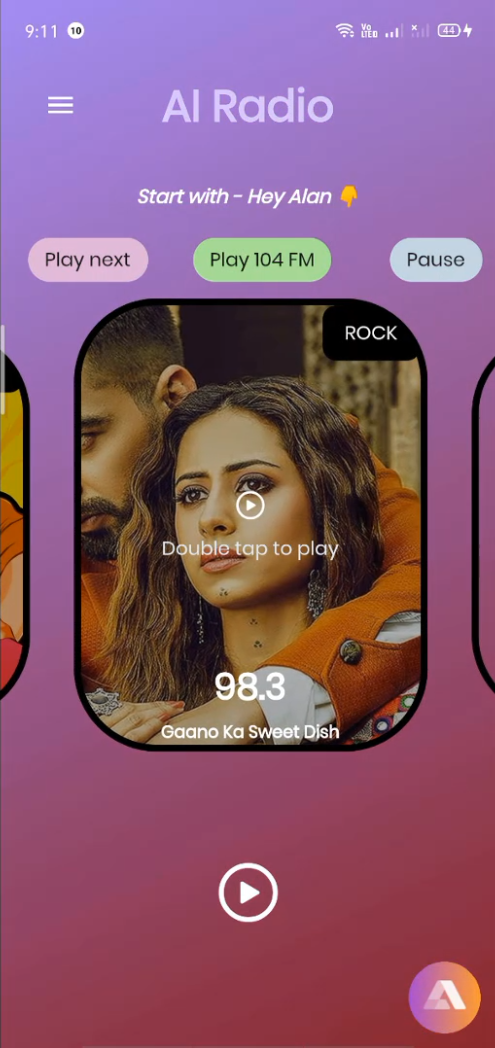 9:11 10 Vo LTED 44
AI Radio
Start with - Hey Alan 👇
Play next Play 104 FM Pause
ROCK
Double tap to play
98.3
Gaano Ka Sweet Dish